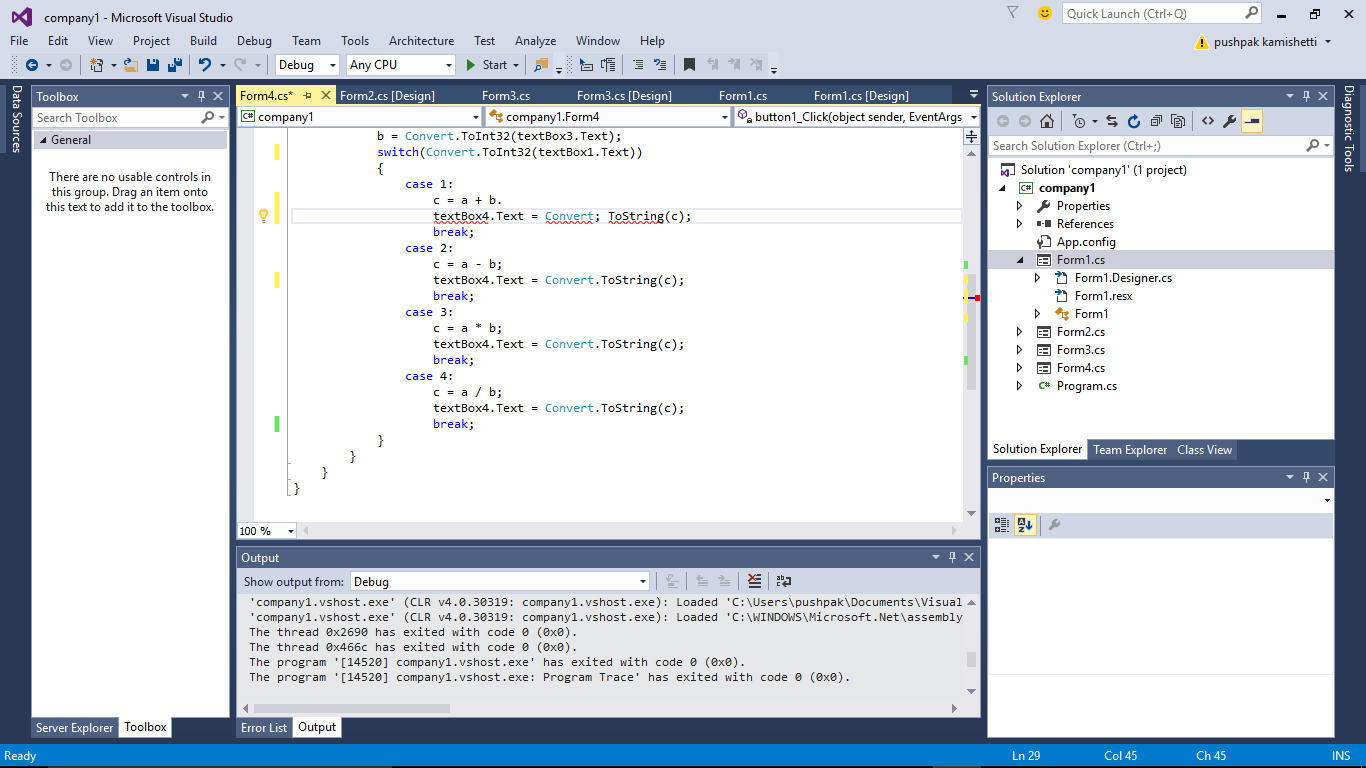 company1 - Microsoft Visual Studio
Quick Launch (Ctrl+Q)
File Edit View Project Build Debug Team Tools Architecture Test Analyze Window Help
pushpak kamishetti
Debug Any CPU Start
Data Sources
Toolbox
Search Toolbox
General
There are no usable controls in
this group. Drag an item onto
this text to add it to the toolbox.
Server Explorer Toolbox
Form4.cs* Form2.cs [Design] Form3.cs Form3.cs [Design] Form1.cs Form1.cs [Design]
company1 company1.Form4 button1_Click(object sender, EventArgs
b = Convert.ToInt32(textBox3.Text);
switch(Convert.ToInt32(textBox1.Text))
{
case 1:
c = a + b.
textBox4.Text = Convert; ToString(c);
break;
case 2:
c = a - b;
textBox4.Text = Convert.ToString(c);
break;
case 3:
c = a * b;
textBox4.Text = Convert.ToString(c);
break;
case 4:
c = a / b;
textBox4.Text = Convert.ToString(c);
break;
}
}
}
}
100 %
Output
Show output from: Debug
'company1.vshost.exe' (CLR v4.0.30319: company1.vshost.exe): Loaded 'C:\Users\pushpak\Documents\Visual
'company1.vshost.exe' (CLR v4.0.30319: company1.vshost.exe): Loaded 'C:\WINDOWS\Microsoft.Net\assembly
The thread 0x2690 has exited with code 0 (0x0).
The thread 0x466c has exited with code 0 (0x0).
The program '[14520] company1.vshost.exe' has exited with code 0 (0x0).
The program '[14520] company1.vshost.exe: Program Trace' has exited with code 0 (0x0).
Error List Output
Solution Explorer
Search Solution Explorer (Ctrl+;)
Solution 'company1' (1 project)
company1
Properties
References
App.config
Form1.cs
Form1.Designer.cs
Form1.resx
Form1
Form2.cs
Form3.cs
Form4.cs
Program.cs
Solution Explorer Team Explorer Class View
Properties
Diagnostic Tools
Ready Ln 29 Col 45 Ch 45 INS